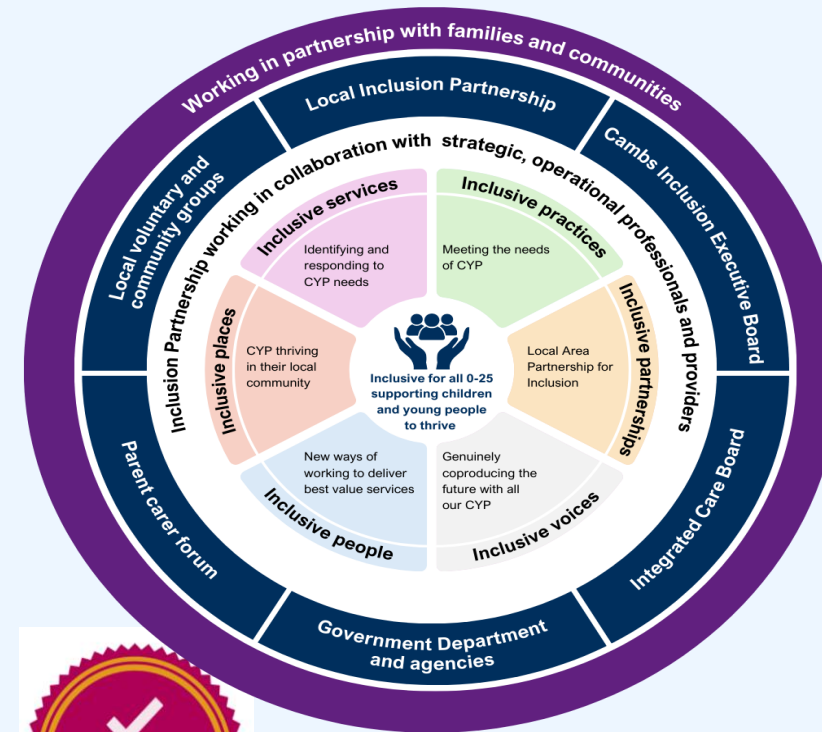 Working in partnership with families and communities
Local Inclusion Partnership
Cambs Inclusion Executive Board
Integrated Care Board
Government Department
and agencies
Parent carer forum
Local voluntary and
community groups
Inclusion Partnership working in collaboration with strategic, operational professionals and providers
Inclusive services
Identifying and
responding to
CYP needs
Inclusive practices
Meeting the needs
of CYP
Inclusive partnerships
Local Area
Partnership for
Inclusion
Inclusive voices
Genuinely
coproducing the
future with all
our CYP
Inclusive people
New ways of
working to deliver
best value services
Inclusive places
CYP thriving
in their local
community
Inclusive for all 0-25
supporting children
and young people
to thrive